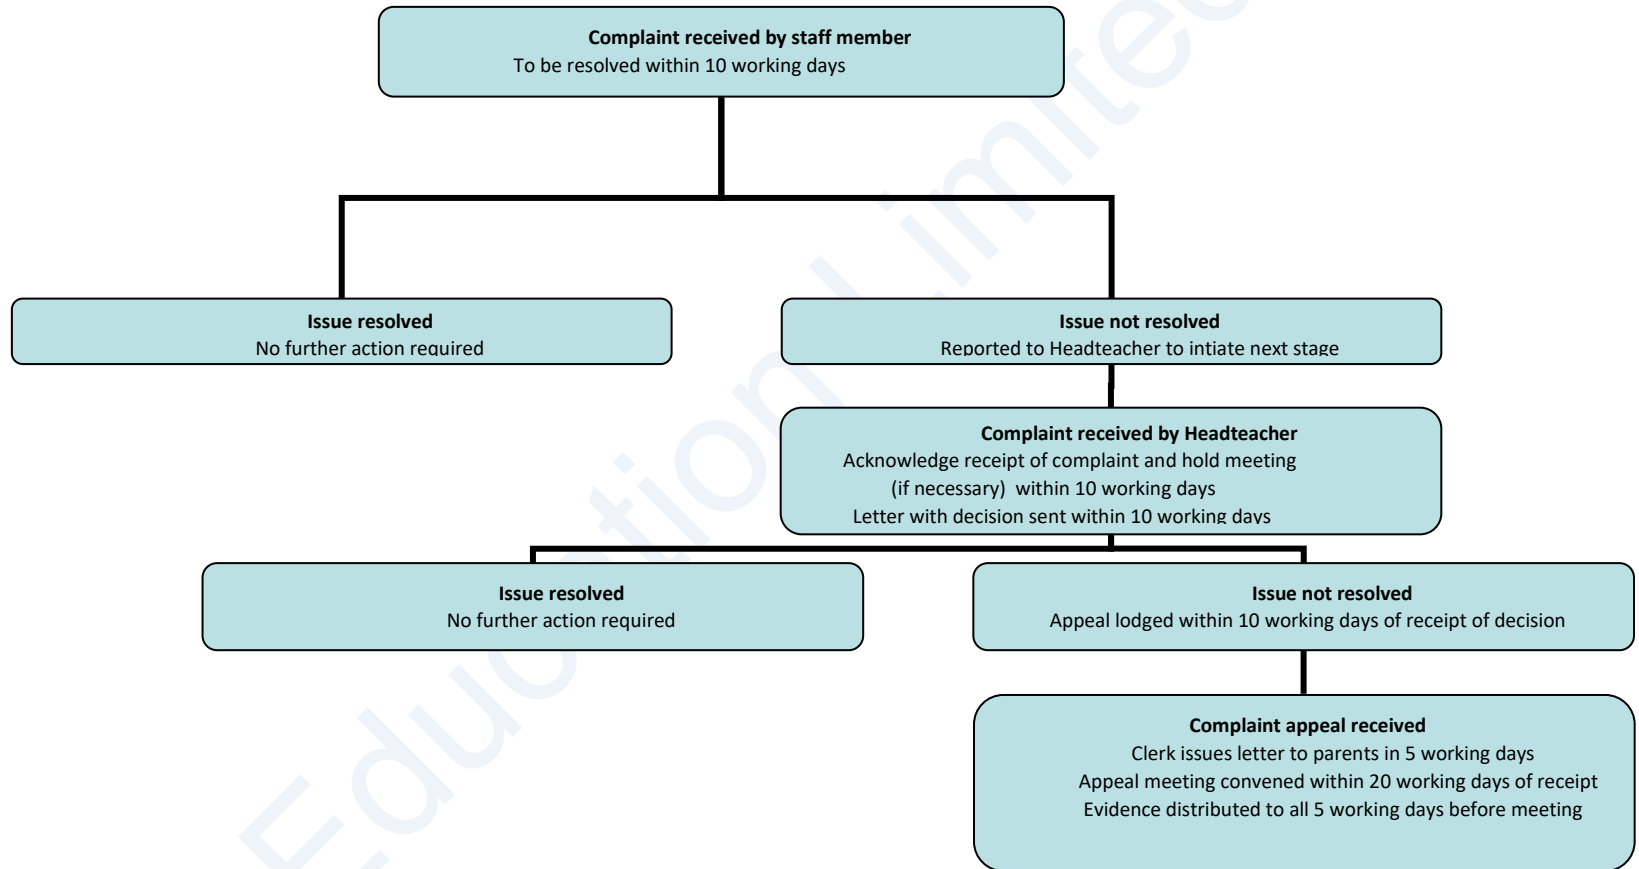 Complaint received by staff member
To be resolved within 10 working days
Issue resolved
No further action required
Issue not resolved
Reported to Headteacher to intiate next stage
Complaint received by Headteacher
Acknowledge receipt of complaint and hold meeting
(if necessary) within 10 working days
Letter with decision sent within 10 working days
Issue resolved
No further action required
Issue not resolved
Appeal lodged within 10 working days of receipt of decision
Complaint appeal received
Clerk issues letter to parents in 5 working days
Appeal meeting convened within 20 working days of receipt
Evidence distributed to all 5 working days before meeting
Education Limited